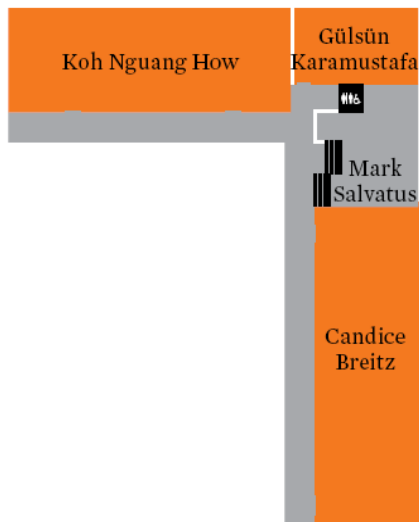 Koh Nguang How
Gülsün
Karamustafa
Mark
Salvatus
Candice
Breitz